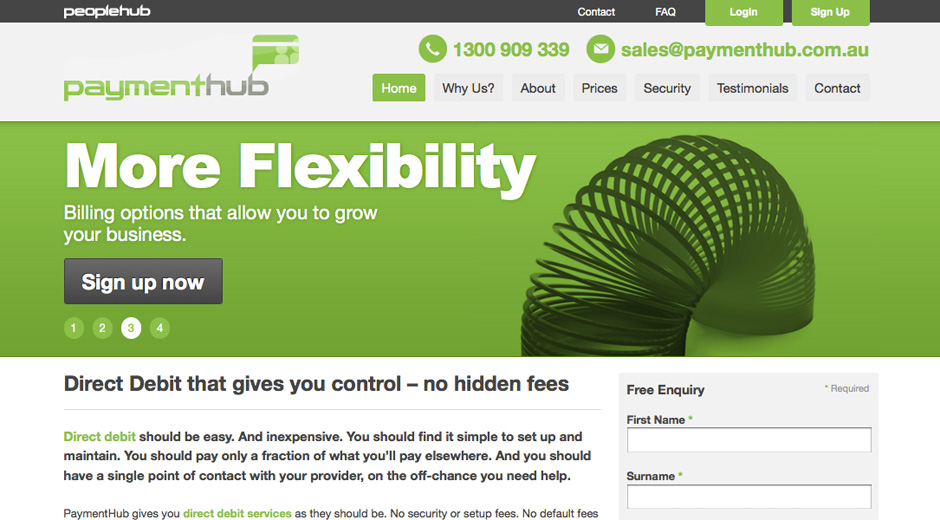 peoplehub
Contact FAQ Login Sign Up
paymenthub
1300 909 339 sales@paymenthub.com.au
Home Why Us? About Prices Security Testimonials Contact
More Flexibility
Billing options that allow you to grow
your business.
Sign up now
1 2 3 4
Direct Debit that gives you control – no hidden fees
Direct debit should be easy. And inexpensive. You should find it simple to set up and
maintain. You should pay only a fraction of what you'll pay elsewhere. And you should
have a single point of contact with your provider, on the off-chance you need help.
PaymentHub gives you direct debit services as they should be. No security or setup fees. No default fees
Free Enquiry * Required
First Name *
Surname *